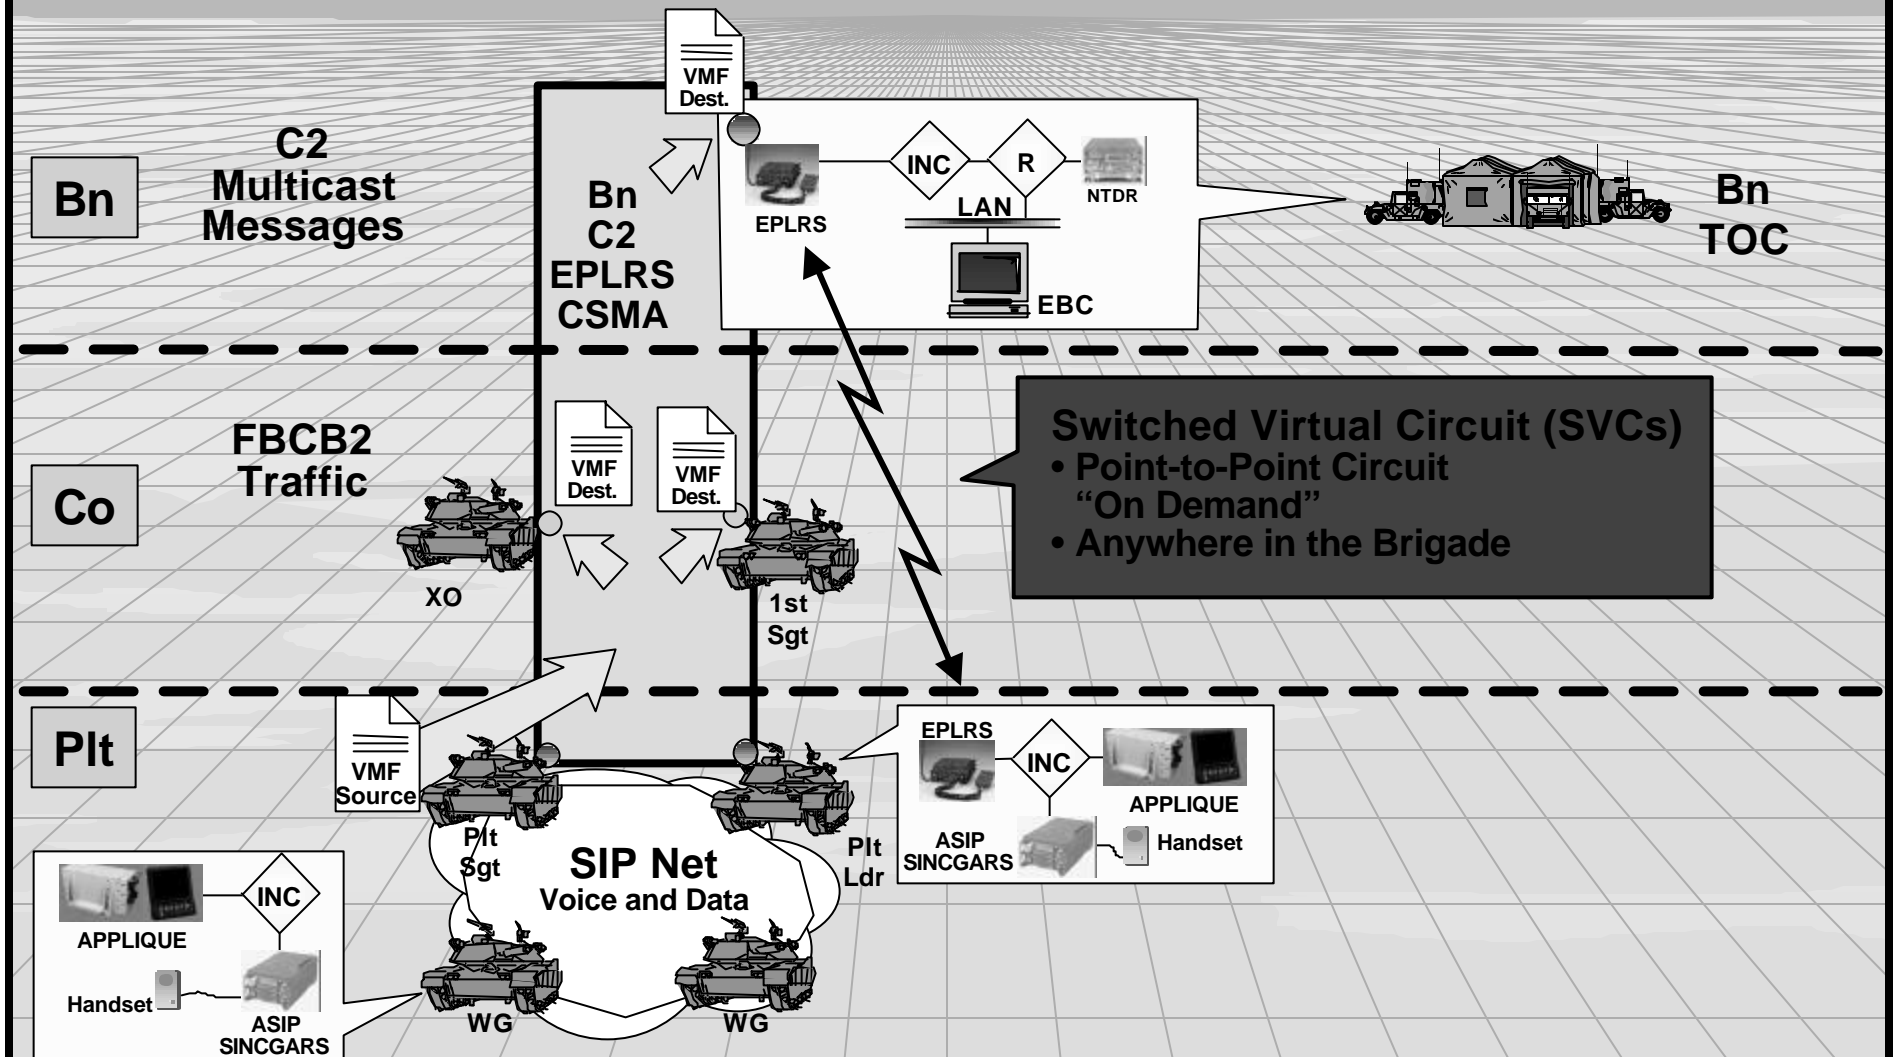 VMF
Dest.
Bn
C2
Multicast
Messages
Bn
C2
EPLRS
CSMA
EPLRS
INC
R
NTDR
LAN
EBC
Bn
TOC
Co
FBCB2
Traffic
XO
VMF
Dest.
VMF
Dest.
1st
Sgt
Switched Virtual Circuit (SVCs)
• Point-to-Point Circuit
“On Demand”
• Anywhere in the Brigade
Plt
VMF
Source
Plt
Sgt
SIP Net
Voice and Data
Plt
Ldr
WG
WG
EPLRS
INC
APPLIQUE
ASIP
SINCGARS
Handset
APPLIQUE
INC
Handset
ASIP
SINCGARS